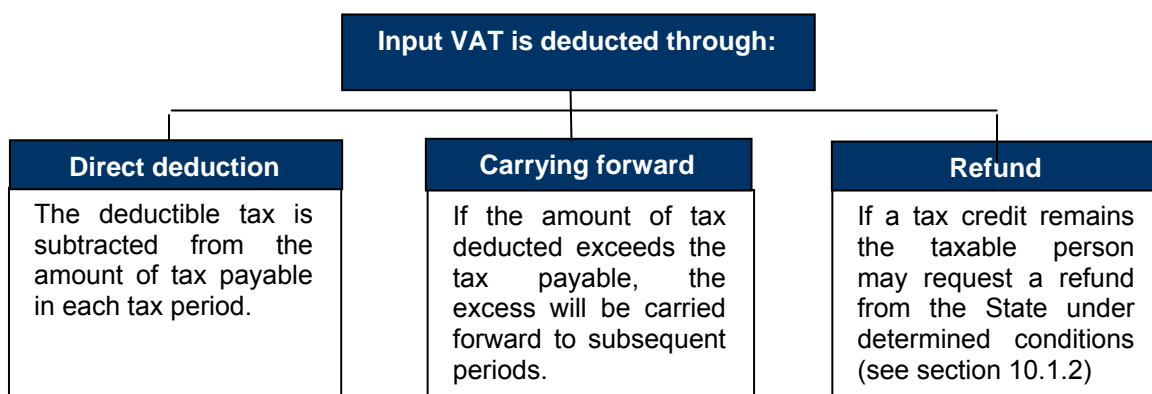 Input VAT is deducted through:
Direct deduction
The deductible tax is
subtracted from the
amount of tax payable
in each tax period.
Carrying forward
If the amount of tax
deducted exceeds the
tax payable, the
excess will be carried
forward to subsequent
periods.
Refund
If a tax credit remains
the taxable person
may request a refund
from the State under
determined conditions
(see section 10.1.2)